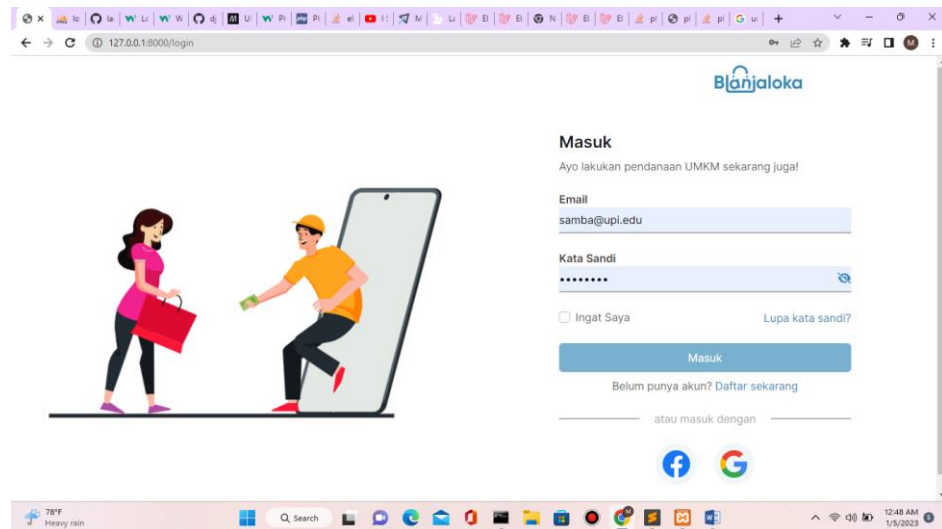 127.0.0.1:8000/login
Blanjaloka
Masuk
Ayo lakukan pendanaan UMKM sekarang juga!
Email
samba@upi.edu
Kata Sandi
Ingat Saya
Lupa kata sandi?
Masuk
Belum punya akun? Daftar sekarang
atau masuk dengan
78°F
Heavy rain
Search
12:48 AM
1/5/2023